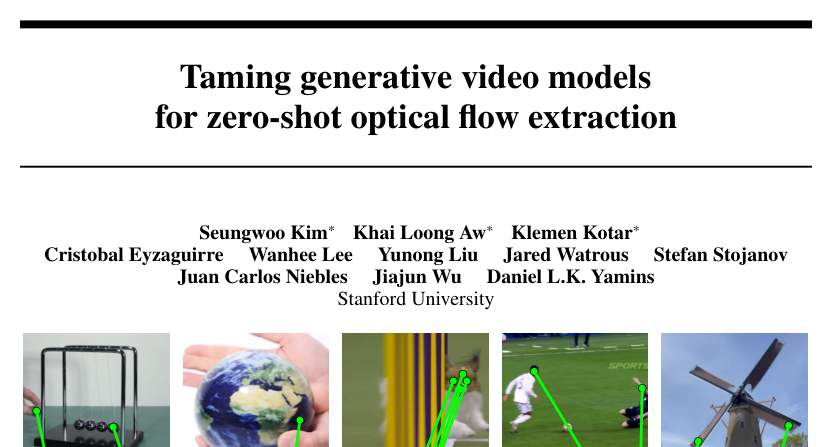 Taming generative video models
for zero-shot optical flow extraction
Seungwoo Kim* Khai Loong Aw* Klemen Kotar*
Cristobal Eyzaguirre Wanhee Lee Yunong Liu Jared Watrous Stefan Stojanov
Juan Carlos Niebles Jiajun Wu Daniel L.K. Yamins
Stanford University
SPORTS